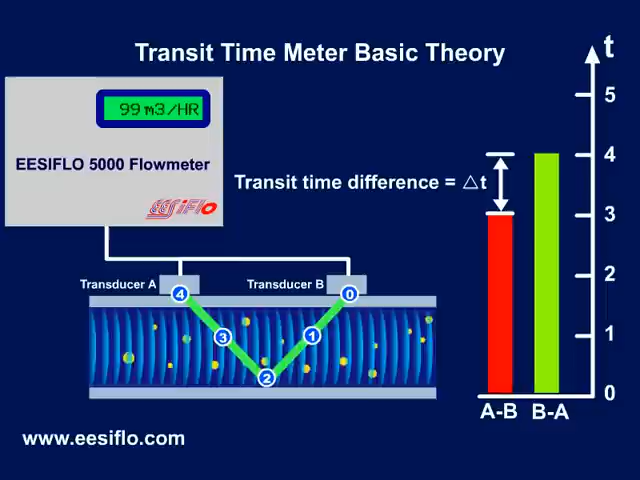 Transit Time Meter Basic Theory
t
99 m3/HR
EESIFLO 5000 Flowmeter
EESiFlo
Transit time difference = △t
5
4
3
2
1
0
Transducer A
Transducer B
4
0
3
1
2
A-B
B-A
www.eesiflo.com